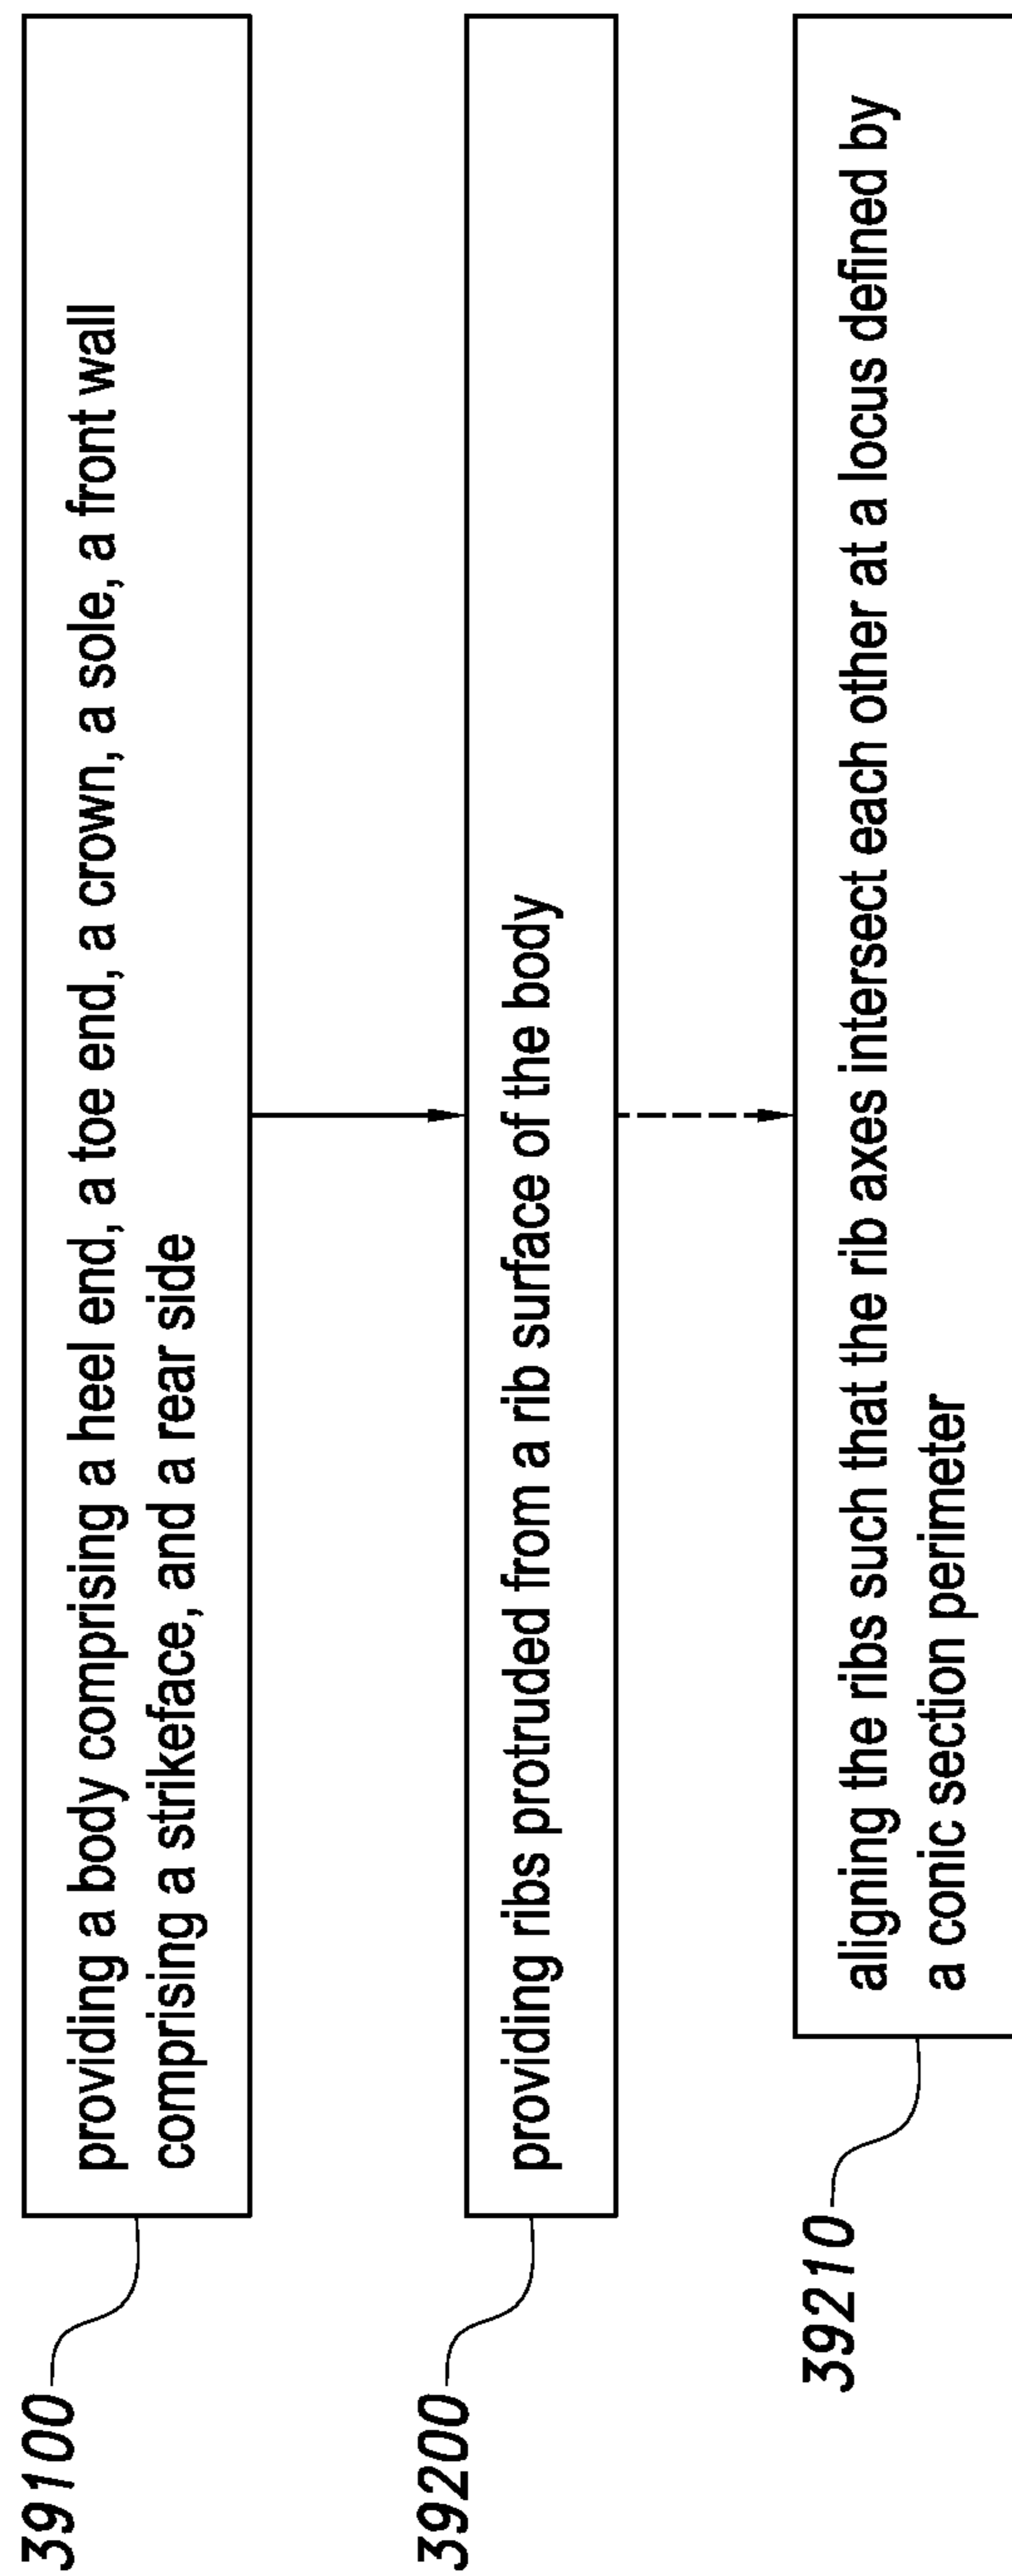 39100
providing a body comprising a heel end, a toe end, a crown, a sole, a front wall
comprising a strikeface, and a rear side
39200
providing ribs protruded from a rib surface of the body
39210
aligning the ribs such that the rib axes intersect each other at a locus defined by
a conic section perimeter